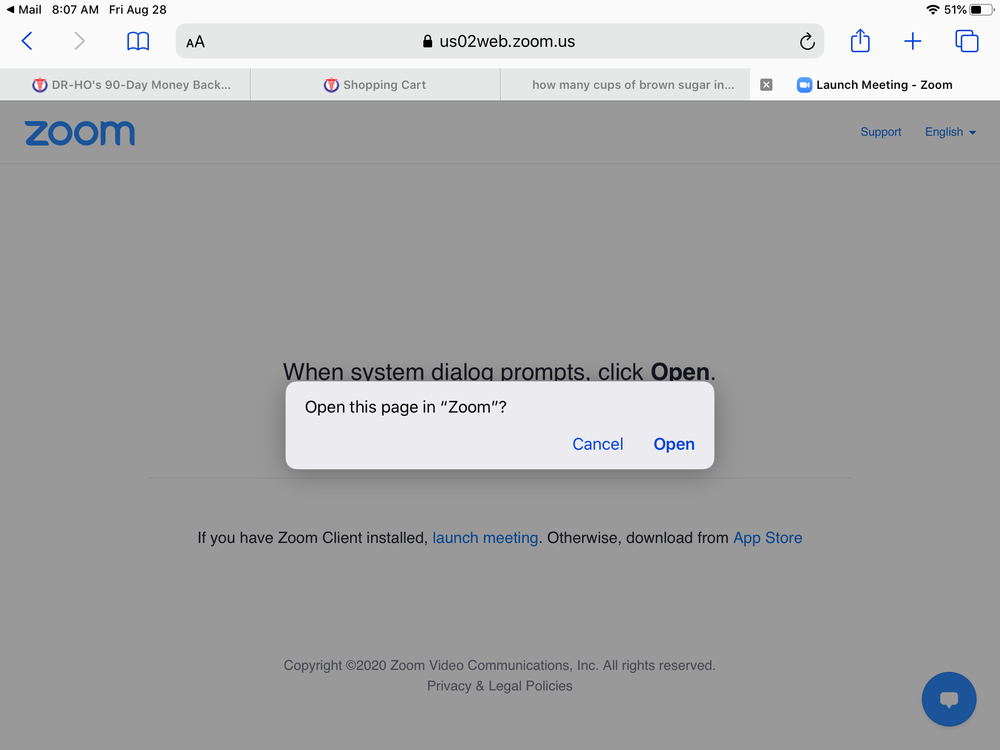 Mail 8:07 AM Fri Aug 28 51%
AA us02web.zoom.us
DR-HO's 90-Day Money Back... Shopping Cart how many cups of brown sugar in... Launch Meeting - Zoom
zoom Support English
When system dialog prompts, click Open.
Open this page in “Zoom”?
Cancel Open
If you have Zoom Client installed, launch meeting. Otherwise, download from App Store
Copyright ©2020 Zoom Video Communications, Inc. All rights reserved.
Privacy & Legal Policies